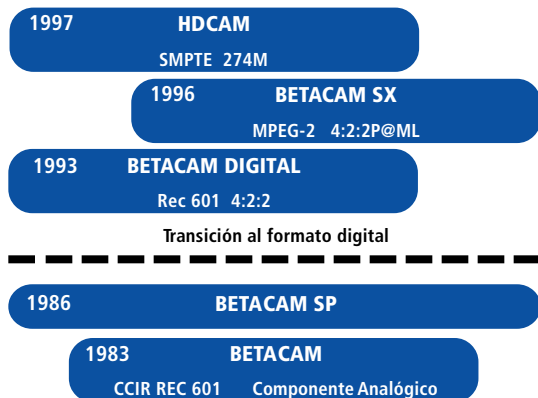 1997 HDCAM
SMPTE 274M
1996 BETACAM SX
MPEG-2 4:2:2P@ML
1993 BETACAM DIGITAL
Rec 601 4:2:2
Transición al formato digital
1986 BETACAM SP
1983 BETACAM
CCIR REC 601 Componente Analógico